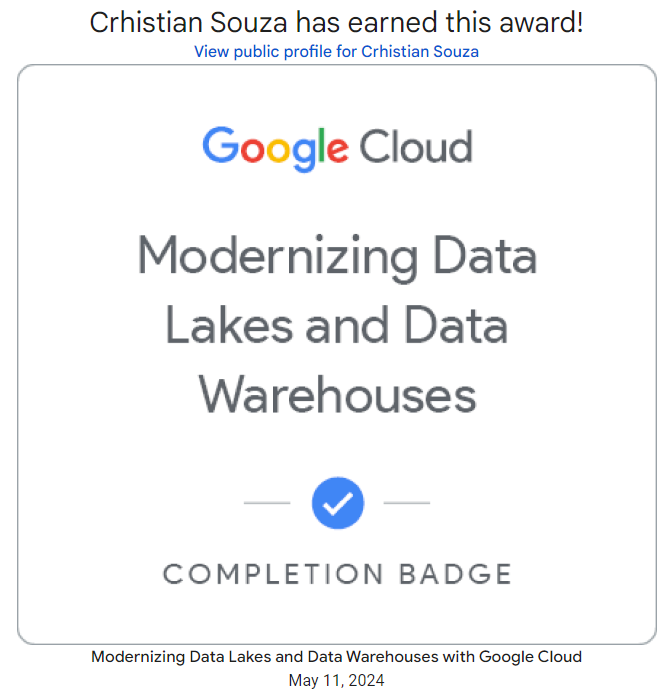 Crhistian Souza has earned this award!
View public profile for Crhistian Souza
Google Cloud
Modernizing Data
Lakes and Data
Warehouses
COMPLETION BADGE
Modernizing Data Lakes and Data Warehouses with Google Cloud
May 11, 2024